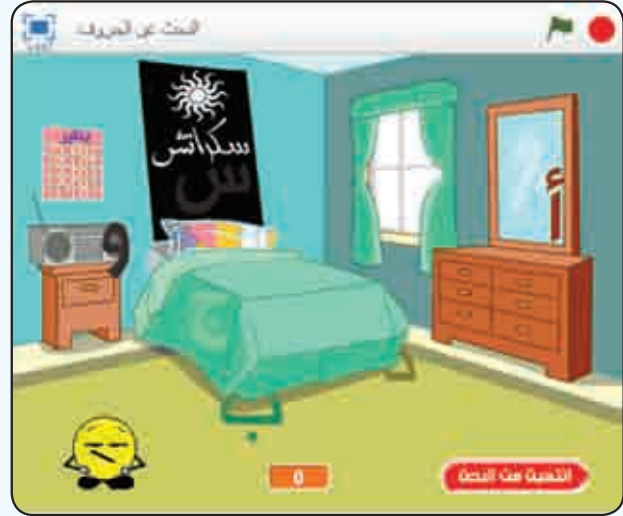 البحث عن الحروف
يناير
سكراتش
س
أ
و
ب
0
انتهيت من البحث